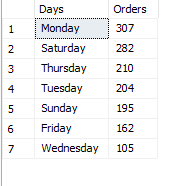 Days Orders
1 Monday 307
2 Saturday 282
3 Thursday 210
4 Tuesday 204
5 Sunday 195
6 Friday 162
7 Wednesday 105